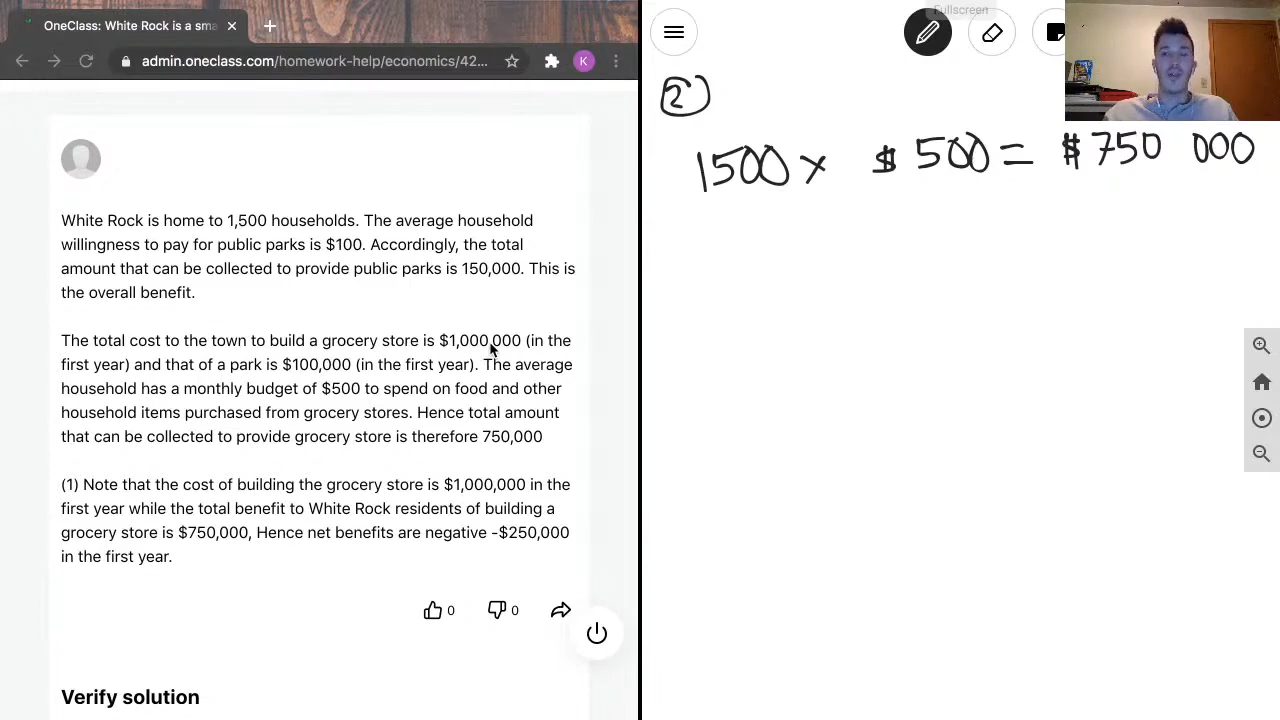 OneClass: White Rock is a sma
admin.oneclass.com/homework-help/economics/42...
K
White Rock is home to 1,500 households. The average household
willingness to pay for public parks is $100. Accordingly, the total
amount that can be collected to provide public parks is 150,000. This is
the overall benefit.
The total cost to the town to build a grocery store is $1,000,000 (in the
first year) and that of a park is $100,000 (in the first year). The average
household has a monthly budget of $500 to spend on food and other
household items purchased from grocery stores. Hence total amount
that can be collected to provide grocery store is therefore 750,000
(1) Note that the cost of building the grocery store is $1,000,000 in the
first year while the total benefit to White Rock residents of building a
grocery store is $750,000, Hence net benefits are negative -$250,000
in the first year.
0 0
Verify solution
Fullscreen
2
1500 x $ 500 = $ 750 000